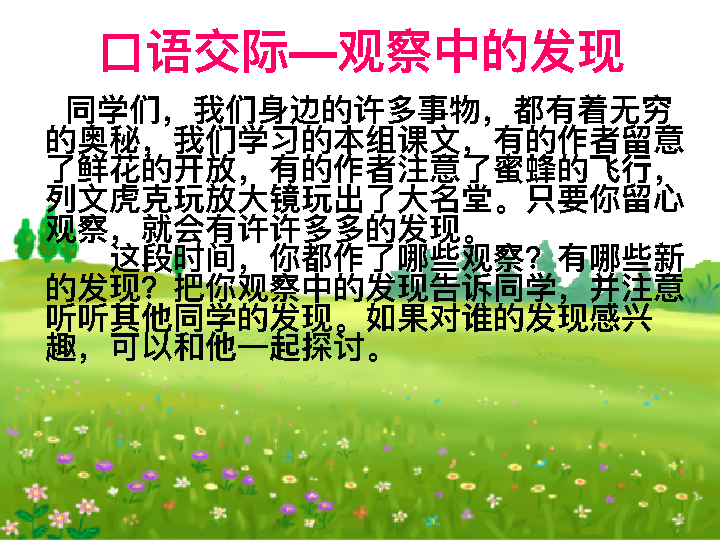 口语交际—观察中的发现
同学们，我们身边的许多事物，都有着无穷
的奥秘，我们学习的本组课文，有的作者留意
了鲜花的开放，有的作者注意了蜜蜂的飞行，
列文虎克玩放大镜玩出了大名堂。只要你留心
观察，就会有许许多多的发现。
这段时间，你都作了哪些观察？有哪些新
的发现？把你观察中的发现告诉同学，并注意
听听其他同学的发现。如果对谁的发现感兴
趣，可以和他一起探讨。